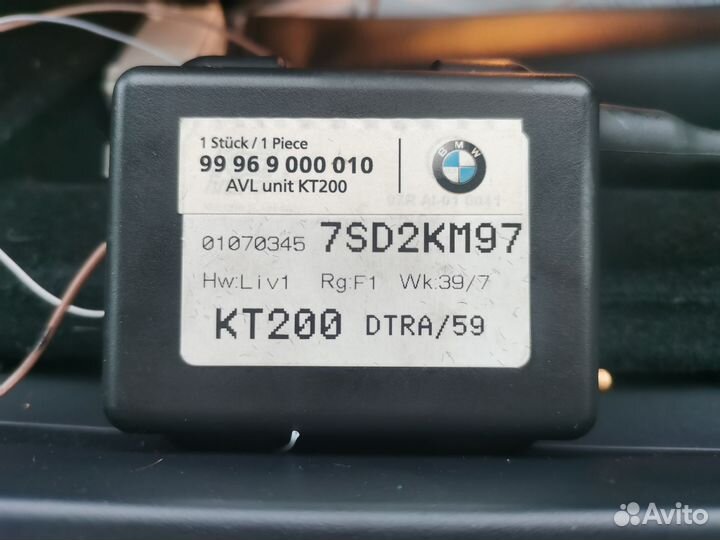 1 Stück / 1 Piece
99 96 9 000 010
AVL unit KT200
BMW
01070345 7SD2KM97
Hw:Liv1 Rg:F1 Wk:39/7
KT200 DTRA/59
Avito